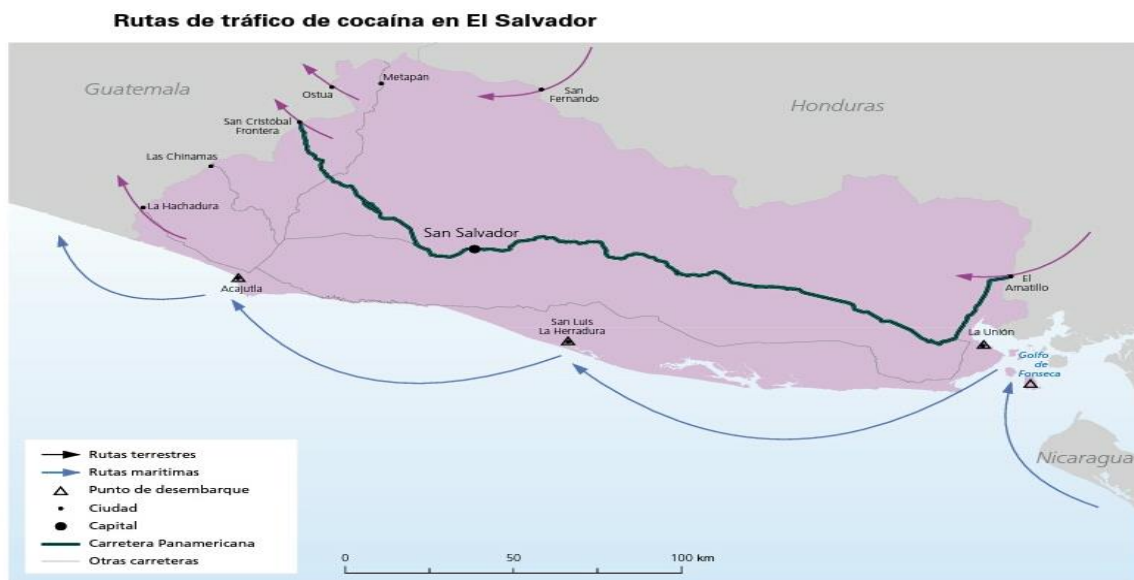 Rutas de tráfico de cocaína en El Salvador
Guatemala
Metapán
Ostua
San
Fernando
Honduras
San Cristóbal
Frontera
Las Chinamas
La Hachadura
San Salvador
Acajutla
El
Amatillo
San Luis
La Herradura
La Unión
Golfo
de
Fonseca
Nicaragua
Rutas terrestres
Rutas marítimas
Punto de desembarque
Ciudad
Capital
Carretera Panamericana
Otras carreteras
0 50 100 km